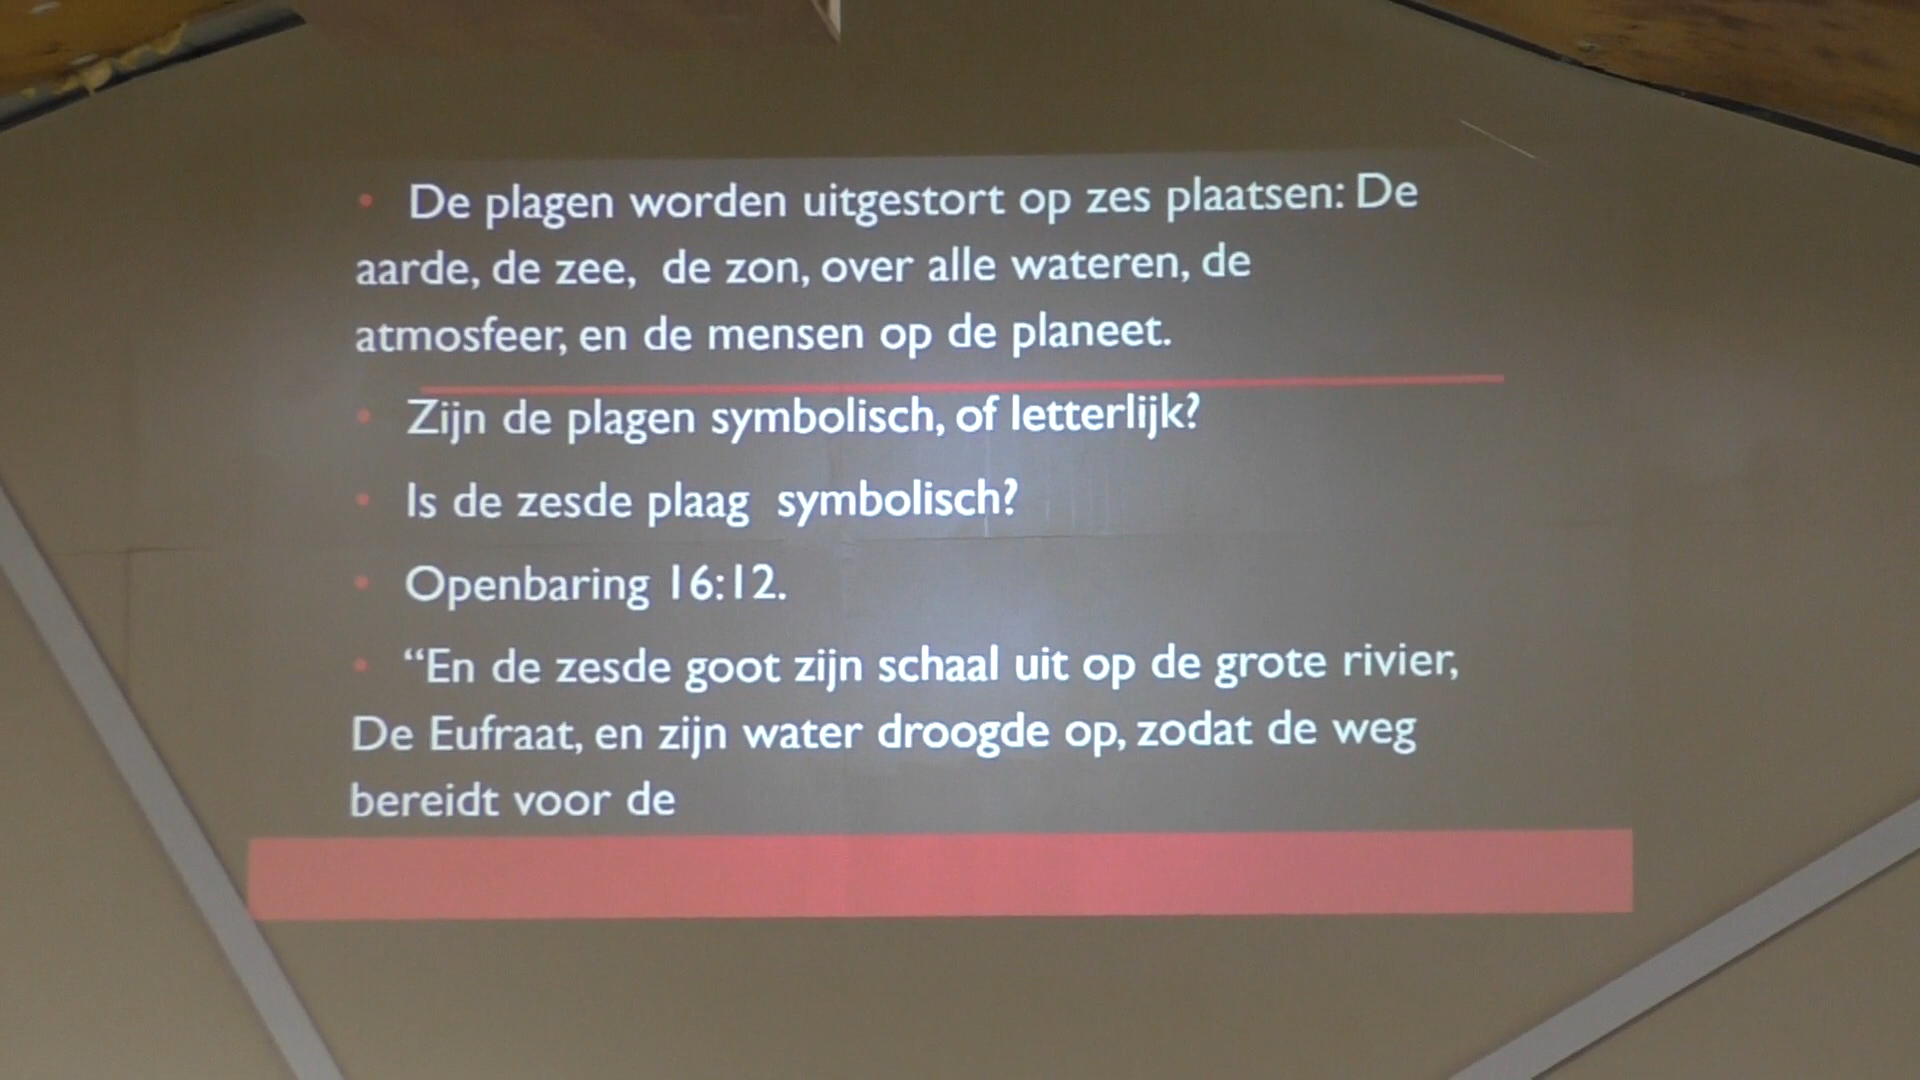 • De plagen worden uitgestort op zes plaatsen: De
aarde, de zee, de zon, over alle wateren, de
atmosfeer, en de mensen op de planeet.
• Zijn de plagen symbolisch, of letterlijk?
• Is de zesde plaag symbolisch?
• Openbaring 16:12.
• “En de zesde goot zijn schaal uit op de grote rivier,
De Eufraat, en zijn water droogde op, zodat de weg
bereidt voor de